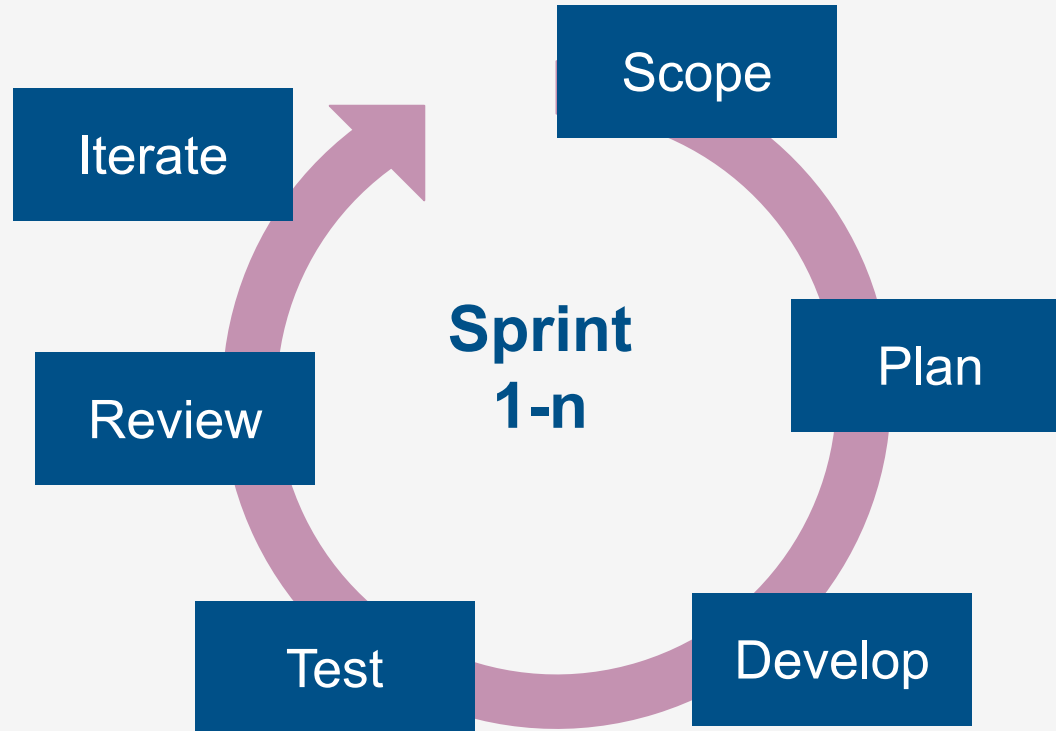 Scope
Iterate
Sprint
1-n
Plan
Review
Develop
Test